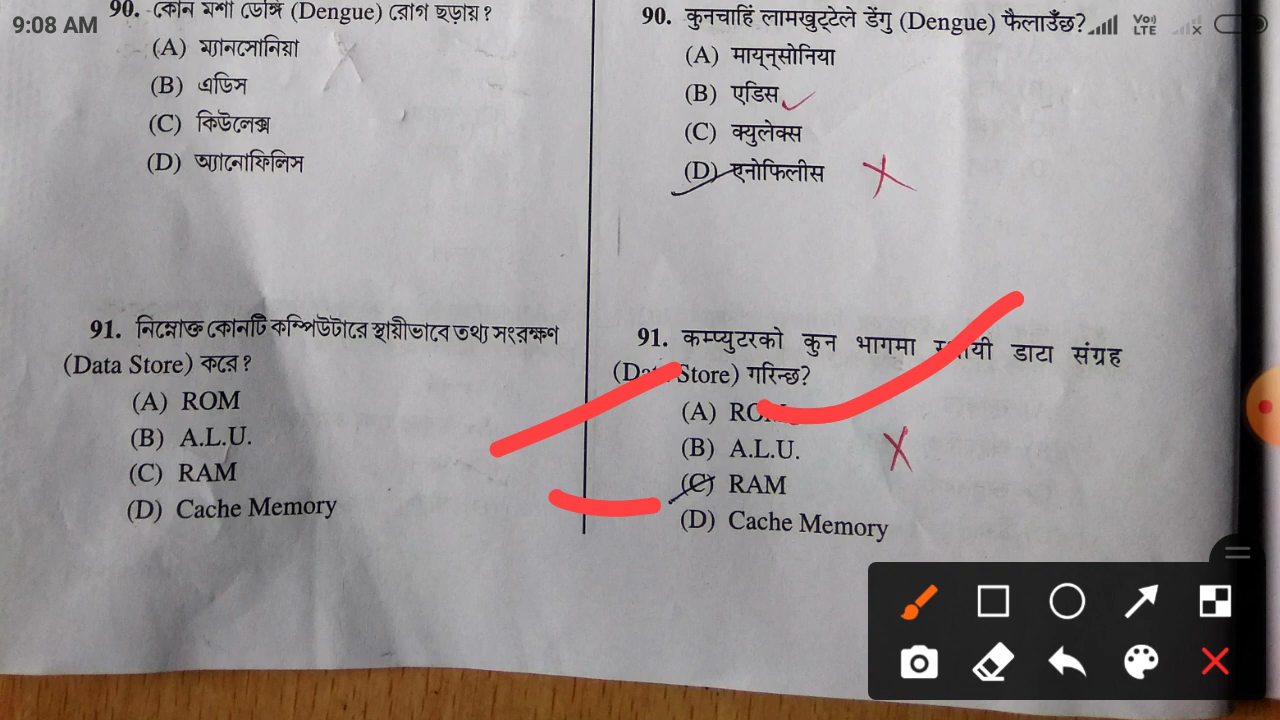 9:08 AM
Vo))
LTE
90. কোন মশা ডেঙ্গি (Dengue) রোগ ছড়ায়?
(A) ম্যানসোনিয়া
(B) এডিস
(C) কিউলেক্স
(D) অ্যানোফিলিস
91. নিম্নোক্ত কোনটি কম্পিউটারে স্থায়ীভাবে তথ্য সংরক্ষণ
(Data Store) করে?
(A) ROM
(B) A.L.U.
(C) RAM
(D) Cache Memory
90. कुनचाहिं लामखुट्टेले डेंगु (Dengue) फैलाउँछ?
(A) मायन्सोनिया
(B) एडिस
(C) क्युलेक्स
(D) एनोफिलीस
91. कम्प्युटरको कुन भागमा डाटा संग्रह
Store) गरिन्छ?
(A)
(B) A.L.U.
(C) RAM
(D) Cache Memory